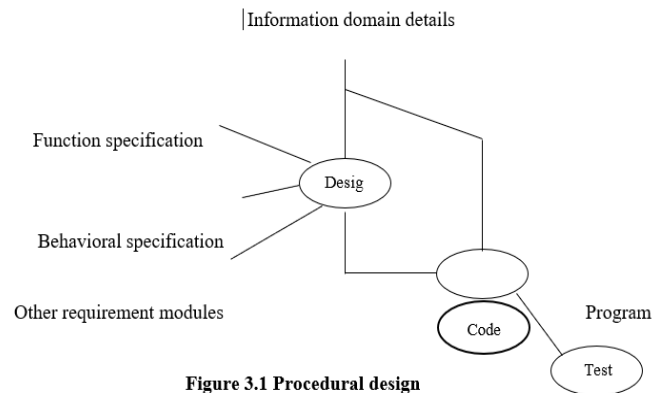 Information domain details
Function specification
Desig
Behavioral specification
Other requirement modules
Program
Code
Test
Figure 3.1 Procedural design